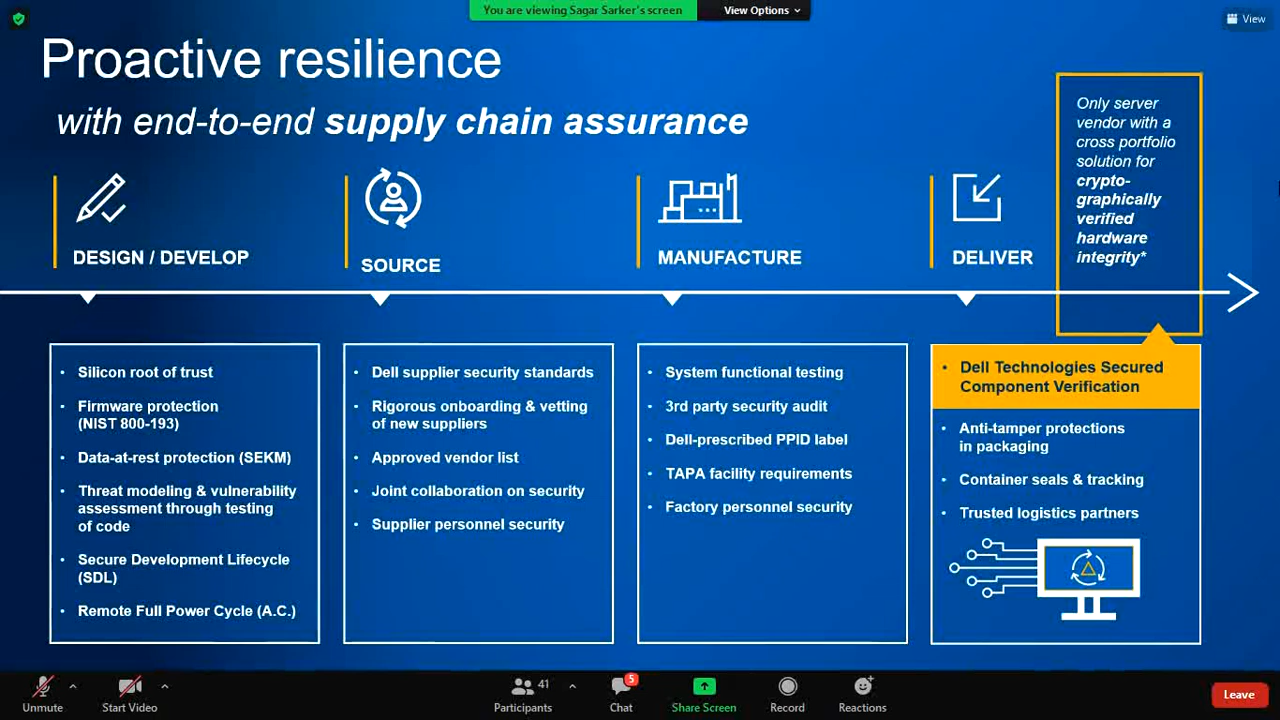 You are viewing Sagar Sarker's screen
View Options
View
Proactive resilience
with end-to-end supply chain assurance
Only server
vendor with a
cross portfolio
solution for
crypto-
graphically
verified
hardware
integrity*
DESIGN / DEVELOP
SOURCE
MANUFACTURE
DELIVER
• Silicon root of trust
• Firmware protection
(NIST 800-193)
• Data-at-rest protection (SEKM)
• Threat modeling & vulnerability
assessment through testing
of code
• Secure Development Lifecycle
(SDL)
• Remote Full Power Cycle (A.C.)
• Dell supplier security standards
• Rigorous onboarding & vetting
of new suppliers
• Approved vendor list
• Joint collaboration on security
• Supplier personnel security
• System functional testing
• 3rd party security audit
• Dell-prescribed PPID label
• TAPA facility requirements
• Factory personnel security
• Dell Technologies Secured
Component Verification
• Anti-tamper protections
in packaging
• Container seals & tracking
• Trusted logistics partners
Unmute
Start Video
41
Participants
5
Chat
Share Screen
Record
Reactions
Leave